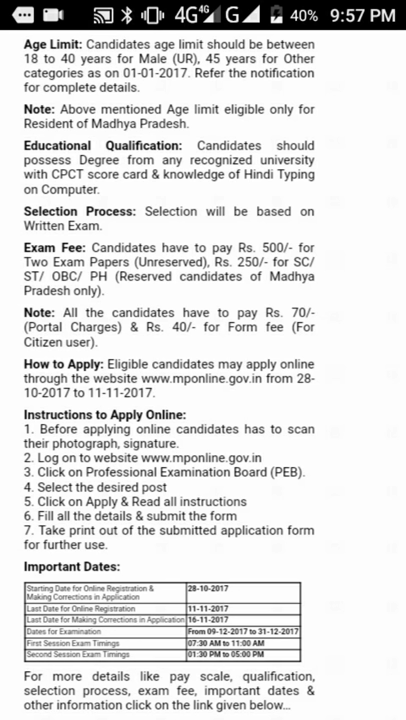 4G 4G G 40% 9:57 PM
Age Limit: Candidates age limit should be between
18 to 40 years for Male (UR), 45 years for Other
categories as on 01-01-2017. Refer the notification
for complete details.
Note: Above mentioned Age limit eligible only for
Resident of Madhya Pradesh.
Educational Qualification: Candidates should
possess Degree from any recognized university
with CPCT score card & knowledge of Hindi Typing
on Computer.
Selection Process: Selection will be based on
Written Exam.
Exam Fee: Candidates have to pay Rs. 500/- for
Two Exam Papers (Unreserved), Rs. 250/- for SC/
ST/ OBC/ PH (Reserved candidates of Madhya
Pradesh only).
Note: All the candidates have to pay Rs. 70/-
(Portal Charges) & Rs. 40/- for Form fee (For
Citizen user).
How to Apply: Eligible candidates may apply online
through the website www.mponline.gov.in from 28-
10-2017 to 11-11-2017.
Instructions to Apply Online:
1. Before applying online candidates has to scan
their photograph, signature.
2. Log on to website www.mponline.gov.in
3. Click on Professional Examination Board (PEB).
4. Select the desired post
5. Click on Apply & Read all instructions
6. Fill all the details & submit the form
7. Take print out of the submitted application form
for further use.
Important Dates:
Starting Date for Online Registration & 28-10-2017
Making Corrections in Application
Last Date for Online Registration 11-11-2017
Last Date for Making Corrections in Application 16-11-2017
Dates for Examination From 09-12-2017 to 31-12-2017
First Session Exam Timings 07:30 AM to 11:00 AM
Second Session Exam Timings 01:30 PM to 05:00 PM
For more details like pay scale, qualification,
selection process, exam fee, important dates &
other information click on the link given below...